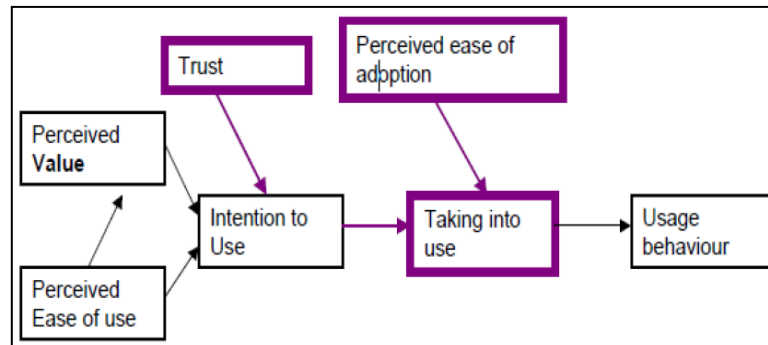 Trust
Perceived ease of
adoption
Perceived
Value
Intention to
Use
Taking into
use
Usage
behaviour
Perceived
Ease of use